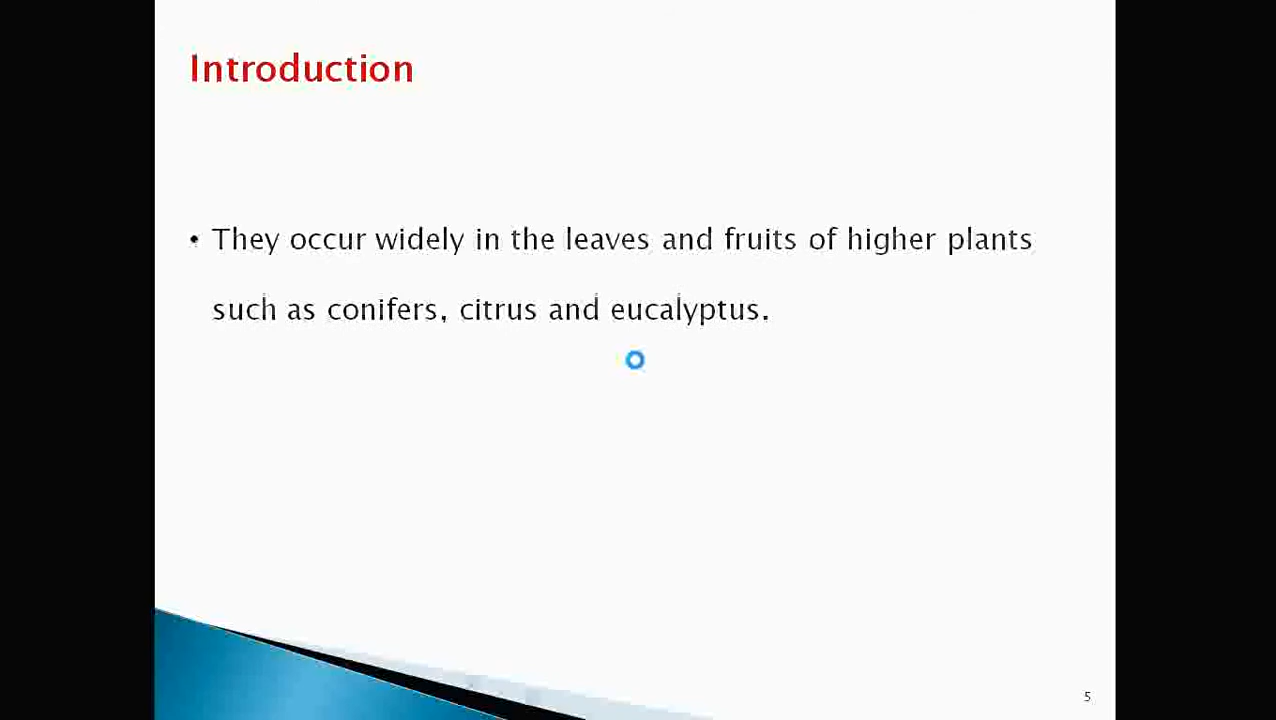 Introduction
• They occur widely in the leaves and fruits of higher plants
such as conifers, citrus and eucalyptus.
5